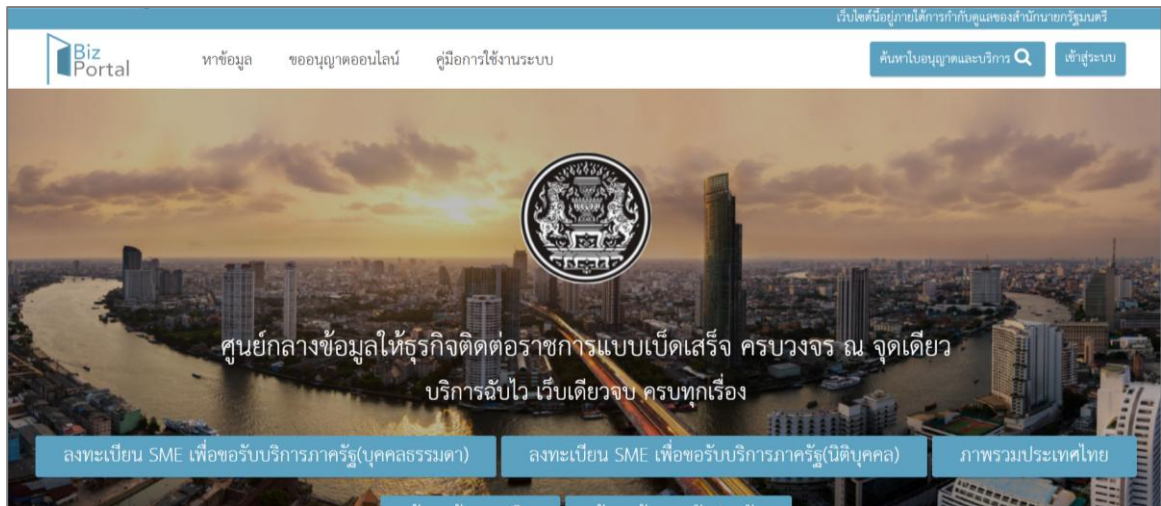 เว็บไซต์นี้อยู่ภายใต้การกำกับดูแลของสำนักนายกรัฐมนตรี
Biz
Portal
หาข้อมูล ขออนุญาตออนไลน์ คู่มือการใช้งานระบบ ค้นหาใบอนุญาตและบริการ เข้าสู่ระบบ
ศูนย์กลางข้อมูลให้ธุรกิจติดต่อราชการแบบเบ็ดเสร็จ ครบวงจร ณ จุดเดียว
บริการฉับไว เว็บเดียวจบ ครบทุกเรื่อง
ลงทะเบียน SME เพื่อขอรับบริการภาครัฐ(บุคคลธรรมดา) ลงทะเบียน SME เพื่อขอรับบริการภาครัฐ(นิติบุคคล) ภาพรวมประเทศไทย